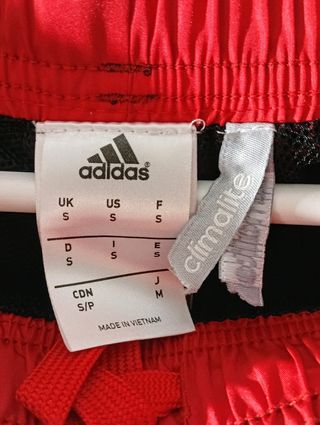 adidas®
UK US F
S S S
D I E
S S S
CDN J
S/P M
MADE IN VIETNAM
climalite